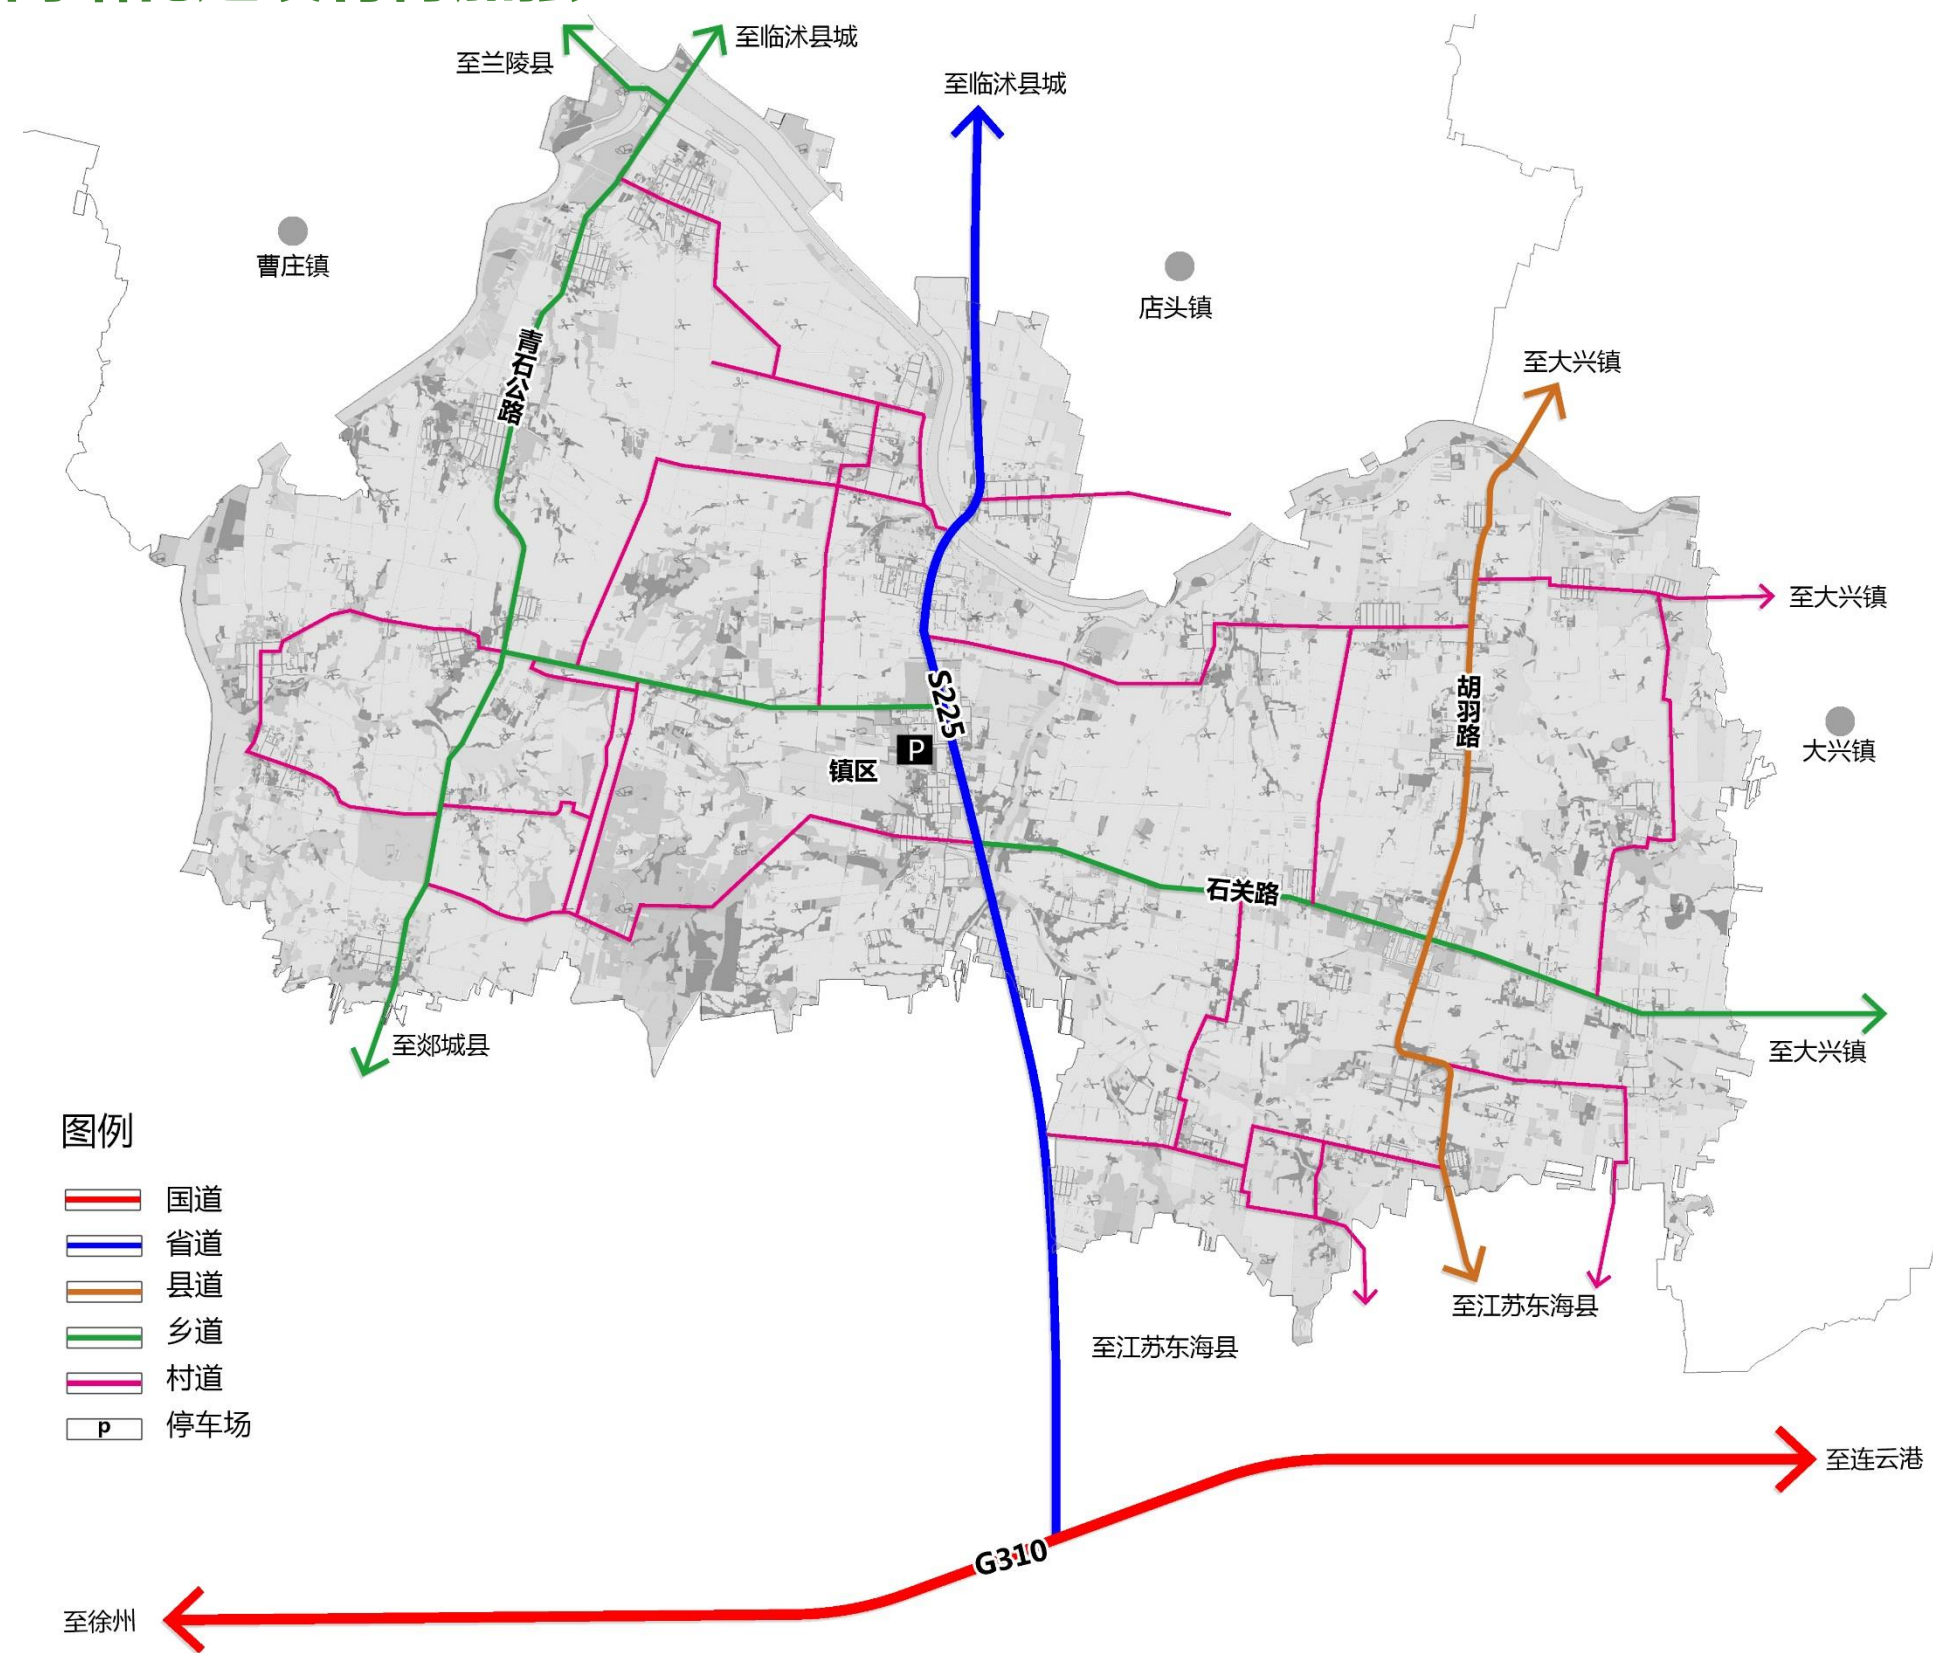 至兰陵县
至临沭县城
至临沭县城
曹庄镇
店头镇
青石公路
至大兴镇
至大兴镇
S225
胡羽路
大兴镇
P
镇区
石关路
至郯城县
至大兴镇
图例
国道
省道
县道
乡道
村道
p 停车场
至江苏东海县
至江苏东海县
至连云港
G310
至徐州